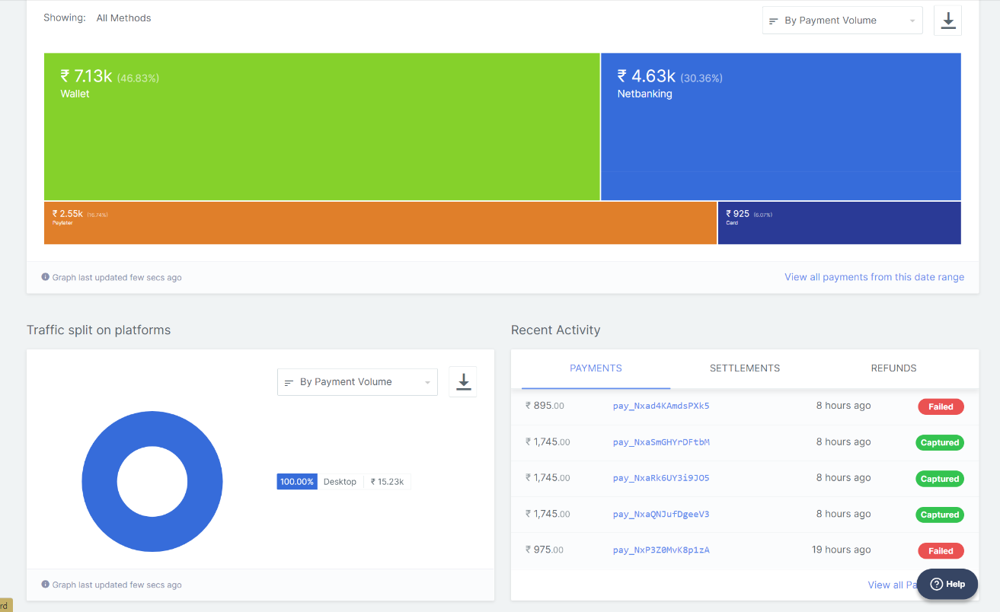 Showing: All Methods
By Payment Volume
₹ 7.13k (46.83%)
Wallet
₹ 4.63k (30.36%)
Netbanking
₹ 2.55k (16.74%)
Paylater
₹ 925 (6.07%)
Card
Graph last updated few secs ago
View all payments from this date range
Traffic split on platforms
By Payment Volume
100.00% Desktop ₹ 15.23k
Graph last updated few secs ago
Recent Activity
PAYMENTS SETTLEMENTS REFUNDS
₹ 895.00 pay_Nxad4KAmdsPXk5 8 hours ago Failed
₹ 1,745.00 pay_NxaSmGHYrDFtbM 8 hours ago Captured
₹ 1,745.00 pay_NxaRk6UY3i9JO5 8 hours ago Captured
₹ 1,745.00 pay_NxaQNJufDgeeV3 8 hours ago Captured
₹ 975.00 pay_NxP3Z0MvK8p1zA 19 hours ago Failed
View all Pa
Help
rd